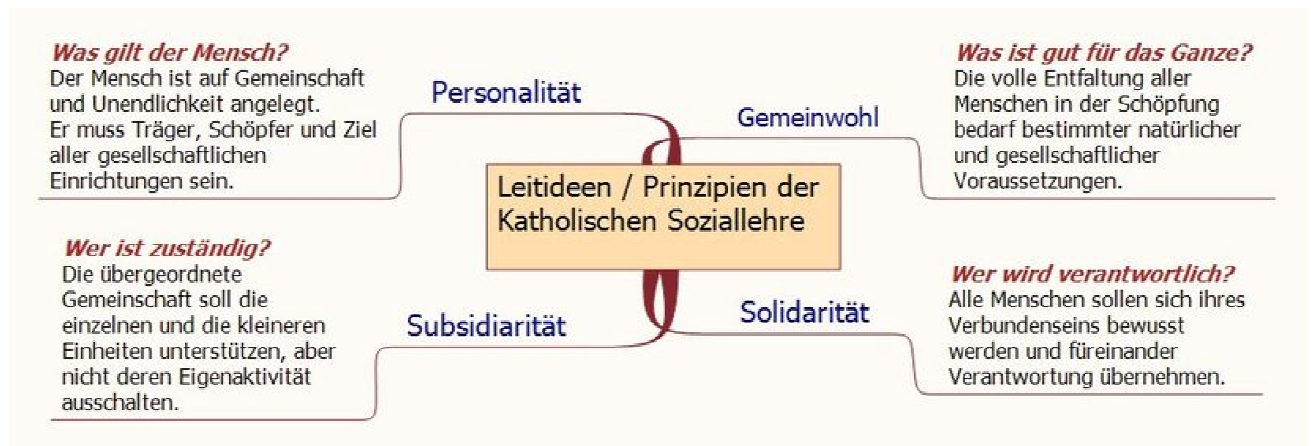 Was gilt der Mensch?
Der Mensch ist auf Gemeinschaft
und Unendlichkeit angelegt.
Er muss Träger, Schöpfer und Ziel
aller gesellschaftlichen
Einrichtungen sein.
Personalität
Gemeinwohl
Was ist gut für das Ganze?
Die volle Entfaltung aller
Menschen in der Schöpfung
bedarf bestimmter natürlicher
und gesellschaftlicher
Voraussetzungen.
Leitideen / Prinzipien der
Katholischen Soziallehre
Wer ist zuständig?
Die übergeordnete
Gemeinschaft soll die
einzelnen und die kleineren
Einheiten unterstützen, aber
nicht deren Eigenaktivität
ausschalten.
Subsidiarität
Solidarität
Wer wird verantwortlich?
Alle Menschen sollen sich ihres
Verbundenseins bewusst
werden und füreinander
Verantwortung übernehmen.